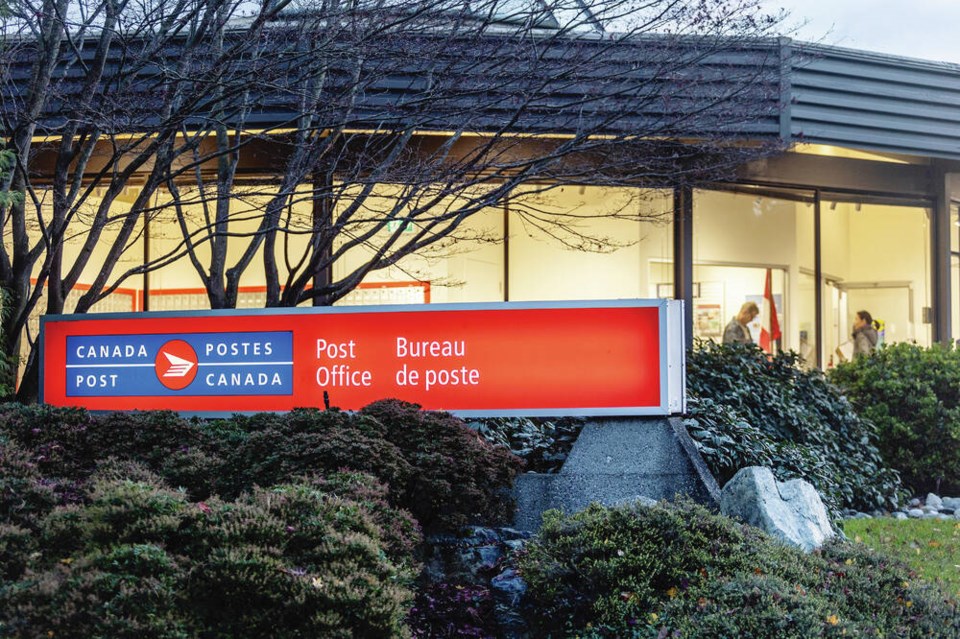 CANADA POSTES
POST CANADA
Post Bureau
Office de poste